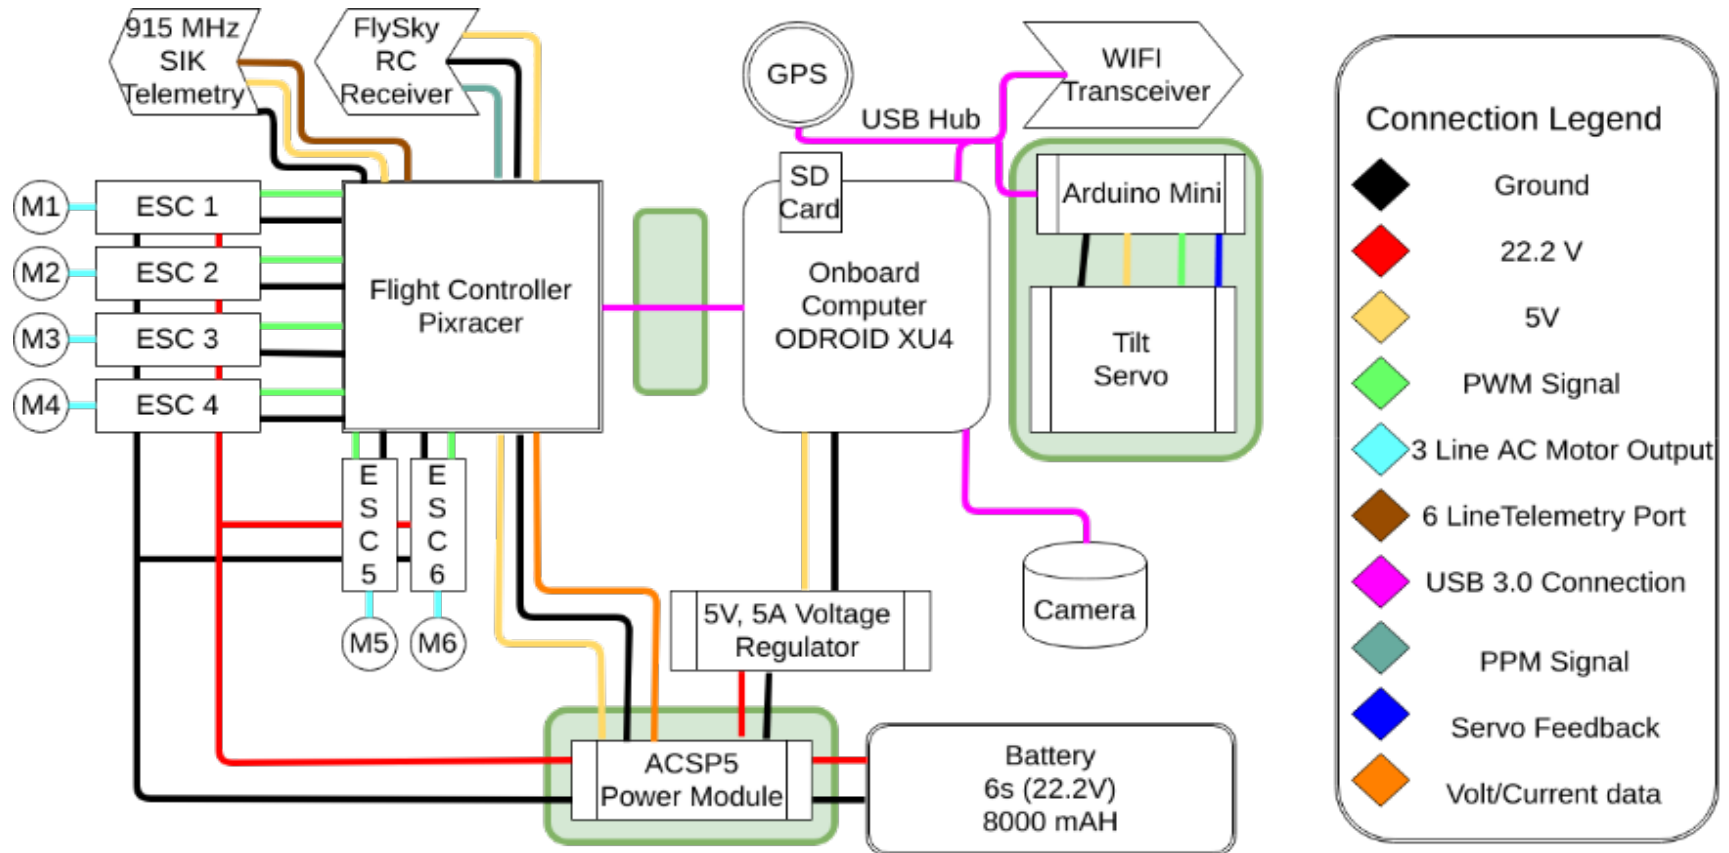 915 MHz
SIK
Telemetry
FlySky
RC
Receiver
GPS
USB Hub
WIFI
Transceiver
SD
Card
Arduino Mini
M1
ESC 1
M2
ESC 2
M3
ESC 3
M4
ESC 4
Flight Controller
Pixracer
Onboard
Computer
ODROID XU4
Tilt
Servo
E
S
C
5
E
S
C
6
M5
M6
5V, 5A Voltage
Regulator
Camera
ACSP5
Power Module
Battery
6s (22.2V)
8000 mAH
Connection Legend
Ground
22.2 V
5V
PWM Signal
3 Line AC Motor Output
6 LineTelemetry Port
USB 3.0 Connection
PPM Signal
Servo Feedback
Volt/Current data